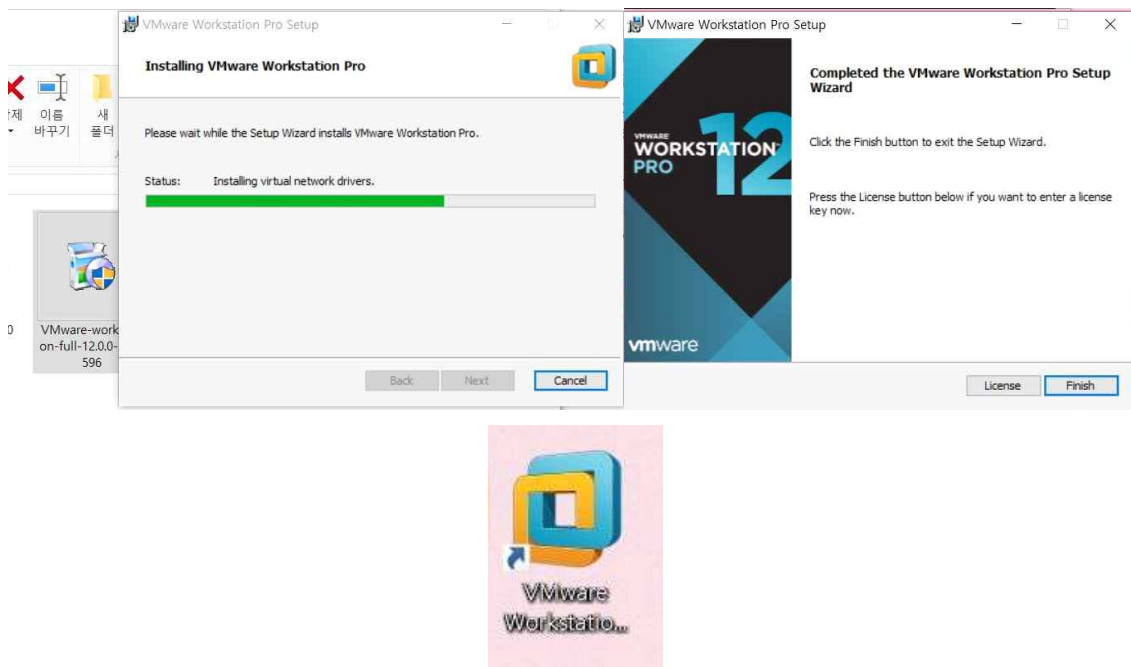 VMware Workstation Pro Setup
Installing VMware Workstation Pro
이름
바꾸기
새
폴더
Please wait while the Setup Wizard installs VMware Workstation Pro.
Status: Installing virtual network drivers.
0
VMware-work
on-full-12.0.0-
596
Back Next Cancel
VMware Workstation Pro Setup
VMWARE
WORKSTATION
PRO
12
vmware
Completed the VMware Workstation Pro Setup
Wizard
Click the Finish button to exit the Setup Wizard.
Press the License button below if you want to enter a license
key now.
License Finish
VMware
Workstatio...